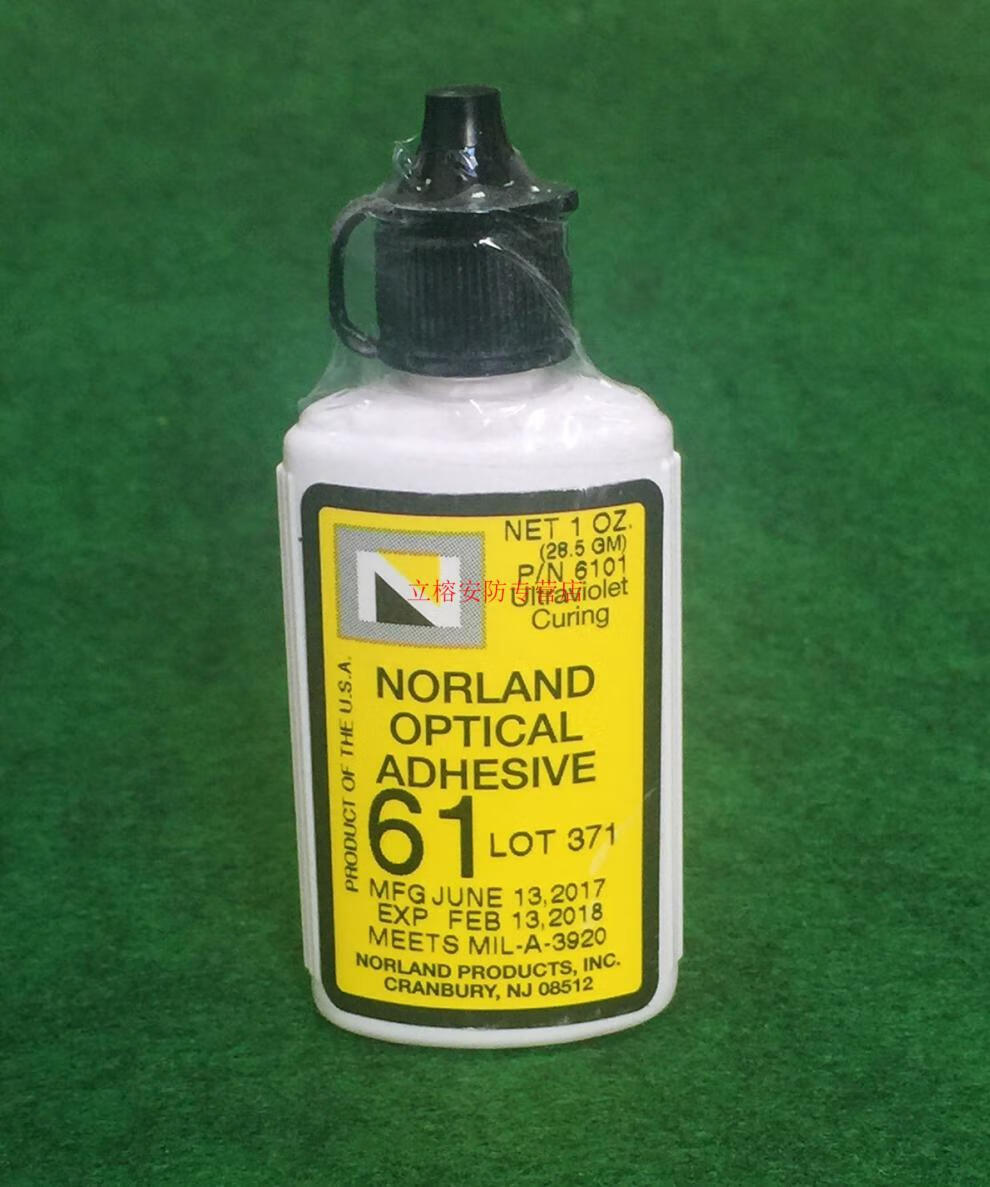 NET 1 OZ.
(28.5 GM)
P/N 6101
立榕安防专营店
Ultraviolet
Curing
NORLAND
OPTICAL
ADHESIVE
61 LOT 371
PRODUCT OF THE U.S.A.
MFG JUNE 13,2017
EXP FEB 13,2018
MEETS MIL-A-3920
NORLAND PRODUCTS, INC.
CRANBURY, NJ 08512